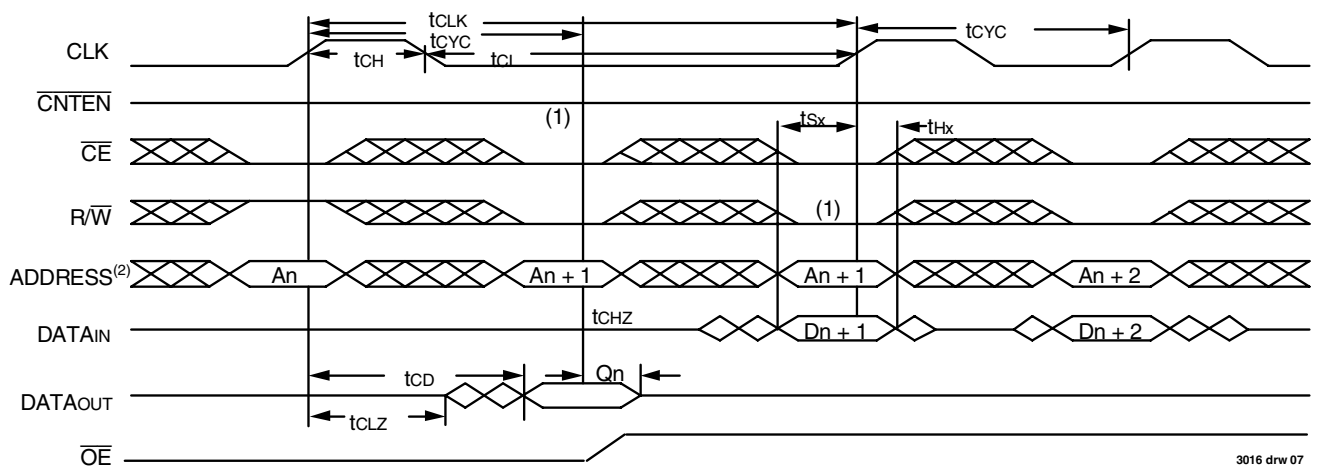 tCLK
tCYC
tCYC
CLK
tCH
tCL
CNTEN
(1)
tSx
tHx
CE
R/W
(1)
ADDRESS(2)
An
An + 1
An + 1
An + 2
DATAIN
tCHZ
Dn + 1
Dn + 2
tCD
Qn
DATAOUT
tCLZ
OE
3016 drw 07